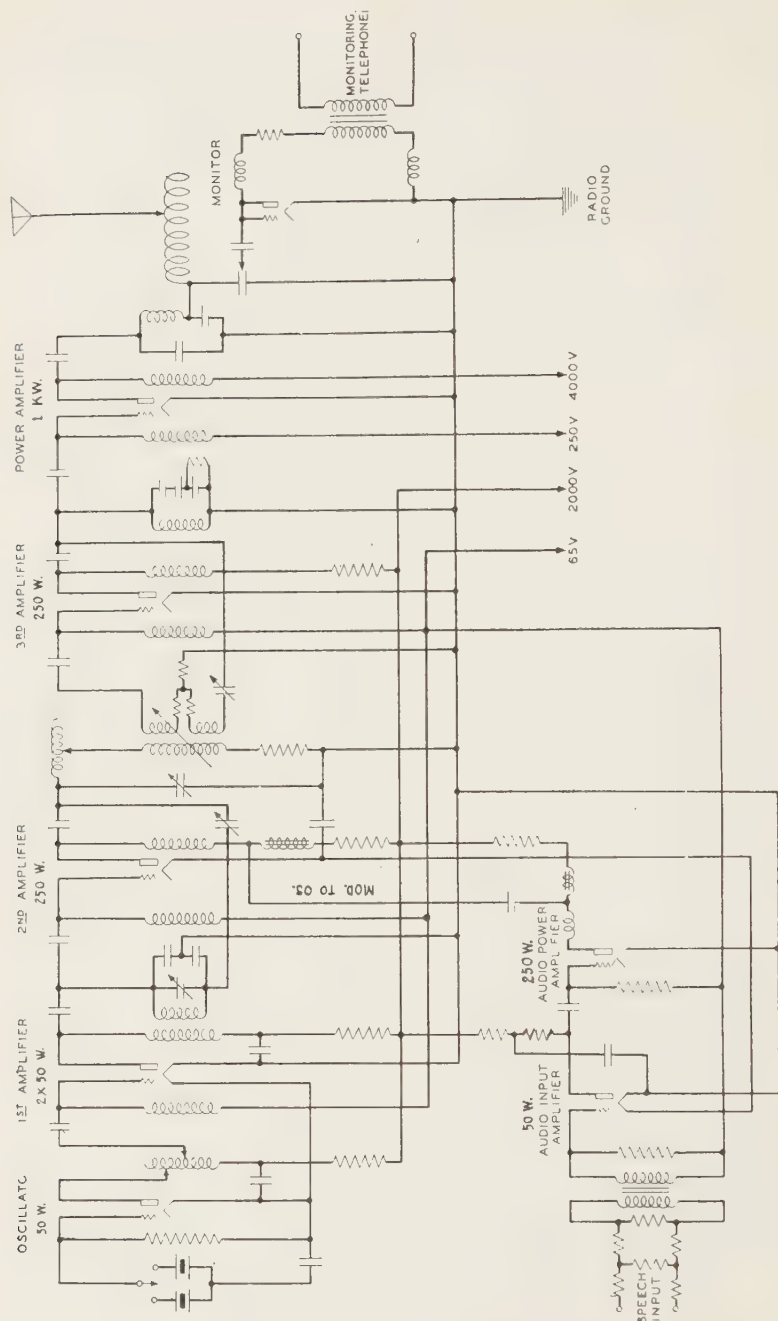 OSCILLATC
50 W.
1ST AMPLIFIER
2 X 50 W.
2ND AMPLIFIER
250 W.
3RD AMPLIFIER
250 W.
POWER AMPLIFIER
1 KW.
MONITOR
MONITORING
TELEPHONE
MOD. TO OS.
65 V
2000 V
250 V
4000 V
RADIO
GROUND
SPEECH
INPUT
50 W.
AUDIO INPUT
AMPLIFIER
250 W.
AUDIO POWER
AMPLIFIER